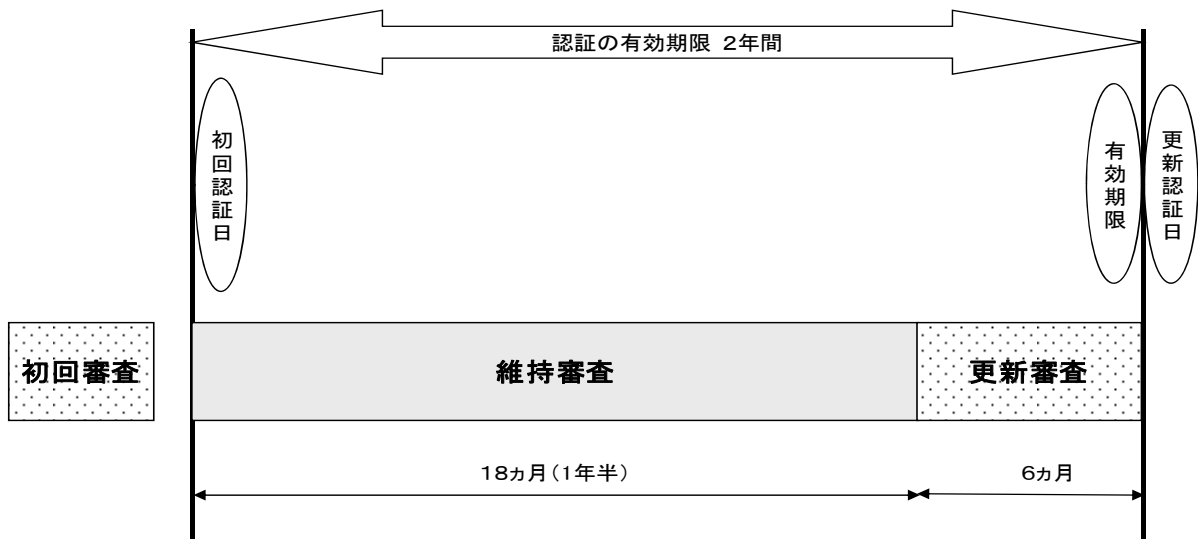 認証の有効期限 2年間
初回認証日
有効期限
更新認証日
初回審査
維持審査
更新審査
18ヵ月(1年半)
6ヵ月